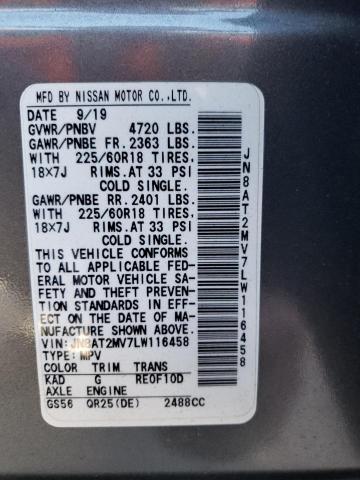 MFD BY NISSAN MOTOR CO.,LTD.
DATE 9/19
GVWR/PNBV 4720 LBS.
GAWR/PNBE FR. 2363 LBS.
WITH 225/60R18 TIRES,
18×7J RIMS.AT 33 PSI
COLD SINGLE.
GAWR/PNBE RR. 2401 LBS.
WITH 225/60R18 TIRES,
18×7J RIMS.AT 33 PSI
COLD SINGLE.
THIS VEHICLE CONFORMS
TO ALL APPLICABLE FED-
ERAL MOTOR VEHICLE SA-
FETY AND THEFT PREVEN-
TION STANDARDS IN EFF-
ECT ON THE DATE OF MA-
NUFACTURE SHOWN ABOVE.
VIN:JN8AT2MV7LW116458
TYPE:MPV
COLOR TRIM TRANS
KAD G RE0F10D
AXLE ENGINE
GS56 QR25(DE) 2488CC
JN8AT2MV7LW116458